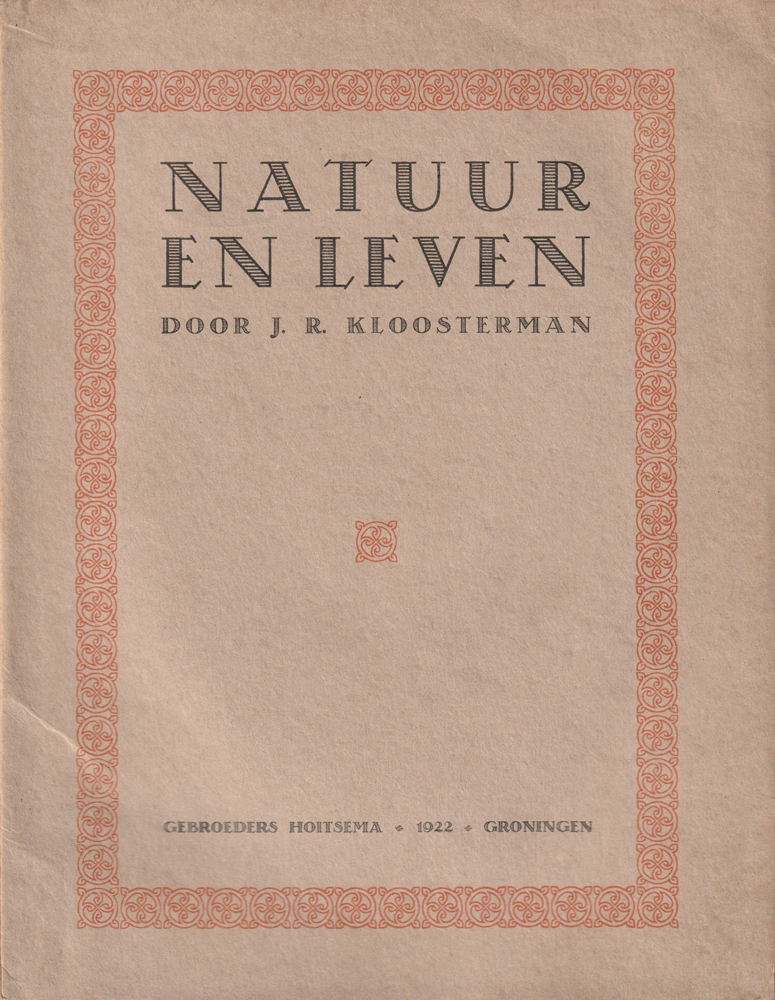 NATUUR
EN LEVEN
DOOR J. R. KLOOSTERMAN
GEBROEDERS HOITSEMA * 1922 * GRONINGEN